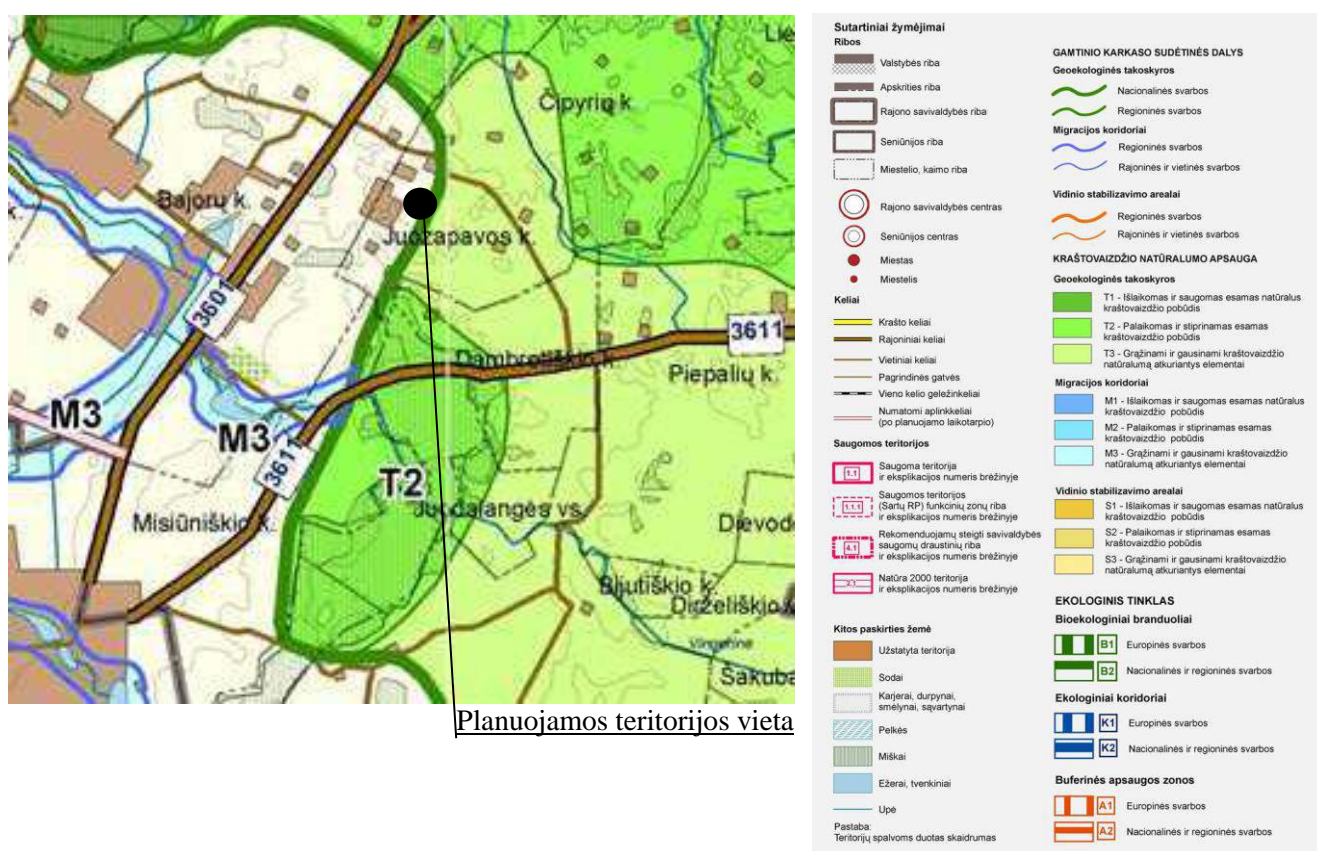 Čipyrių k.
Bajorų k.
Juozapavos k.
3601
3611
Dambrotiškio k.
Piepalių k.
M3
M3
3611
T2
Misiūniškio k.
Juodalangės vs.
Dievod
Bijutiškio k.
Dirželiškio k.
Vingerinė
Šakuba
Planuojamos teritorijos vieta
Sutartiniai žymėjimai
Ribos
Valstybės riba
Apskrities riba
Rajono savivaldybės riba
Seniūnijos riba
Miestelio, kaimo riba
Rajono savivaldybės centras
Seniūnijos centras
Miestas
Miestelis
Keliai
Krašto keliai
Rajoniniai keliai
Vietiniai keliai
Pagrindinės gatvės
Vieno kelio geležinkeliai
Numatomi aplinkkeliai
(po planuojamo laikotarpio)
Saugomos teritorijos
1.1
Saugoma teritorija
ir eksplikacijos numeris brėžinyje
1.1.1
Saugomos teritorijos
(Sartų RP) funkcinių zonų riba
ir eksplikacijos numeris brėžinyje
4.1
Rekomenduojamų steigti savivaldybės
saugomų draustinių riba
ir eksplikacijos numeris brėžinyje
2.1
Natūra 2000 teritorija
ir eksplikacijos numeris brėžinyje
Kitos paskirties žemė
Užstatyta teritorija
Sodai
Karjerai, durpynai,
smėlynai, sąvartynai
Pelkės
Miškai
Ežerai, tvenkiniai
Upė
Pastaba:
Teritorijų spalvoms duotas skaidrumas
GAMTINIO KARKASO SUDĖTINĖS DALYS
Geoekologinės takoskyros
Nacionalinės svarbos
Regioninės svarbos
Migracijos koridoriai
Regioninės svarbos
Rajoninės ir vietinės svarbos
Vidinio stabilizavimo arealai
Regioninės svarbos
Rajoninės ir vietinės svarbos
KRAŠTOVAIZDŽIO NATŪRALUMO APSAUGA
Geoekologinės takoskyros
T1 - Išlaikomas ir saugomas esamas natūralus
kraštovaizdžio pobūdis
T2 - Palaikomas ir stiprinamas esamas
kraštovaizdžio pobūdis
T3 - Grąžinami ir gausinami kraštovaizdžio
natūralumą atkuriantys elementai
Migracijos koridoriai
M1 - Išlaikomas ir saugomas esamas natūralus
kraštovaizdžio pobūdis
M2 - Palaikomas ir stiprinamas esamas
kraštovaizdžio pobūdis
M3 - Grąžinami ir gausinami kraštovaizdžio
natūralumą atkuriantys elementai
Vidinio stabilizavimo arealai
S1 - Išlaikomas ir saugomas esamas natūralus
kraštovaizdžio pobūdis
S2 - Palaikomas ir stiprinamas esamas
kraštovaizdžio pobūdis
S3 - Grąžinami ir gausinami kraštovaizdžio
natūralumą atkuriantys elementai
EKOLOGINIS TINKLAS
Bioekologiniai branduoliai
B1 Europinės svarbos
B2 Nacionalinės ir regioninės svarbos
Ekologiniai koridoriai
K1 Europinės svarbos
K2 Nacionalinės ir regioninės svarbos
Buferinės apsaugos zonos
A1 Europinės svarbos
A2 Nacionalinės ir regioninės svarbos